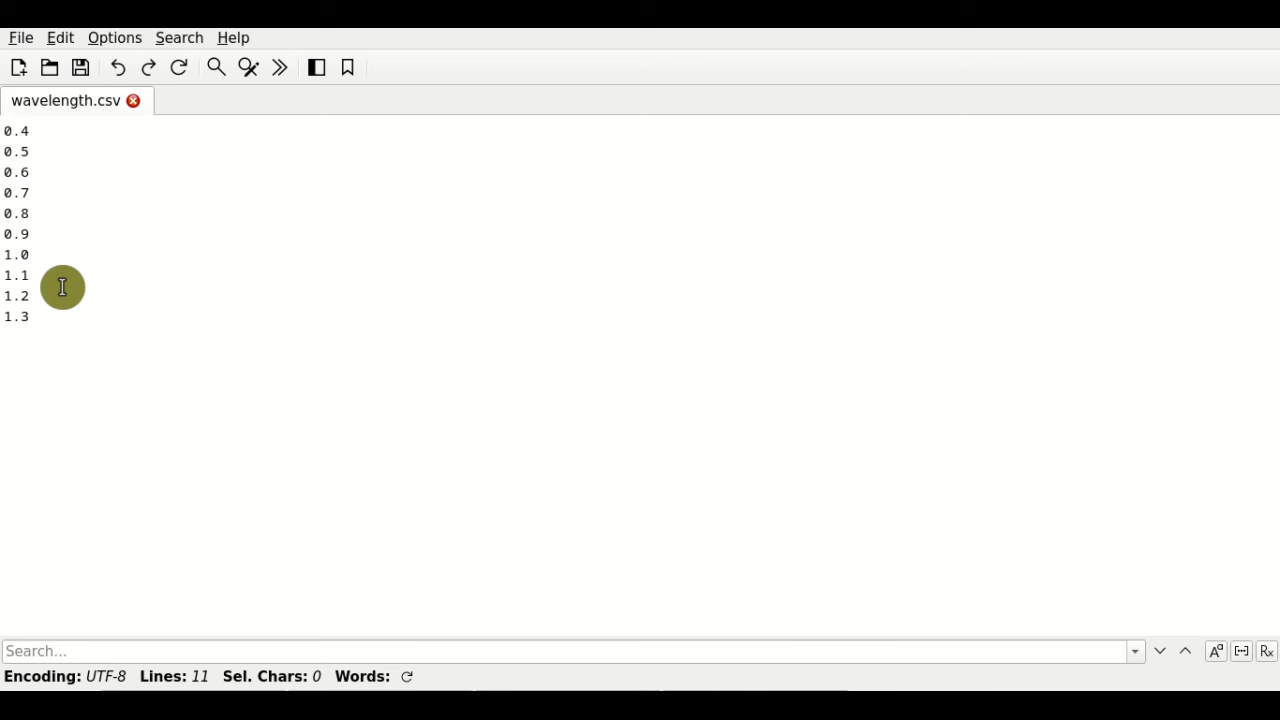 File Edit Options Search Help
wavelength.csv
0.4
0.5
0.6
0.7
0.8
0.9
1.0
1.1
1.2
1.3
Search...
Encoding: UTF-8 Lines: 11 Sel. Chars: 0 Words: